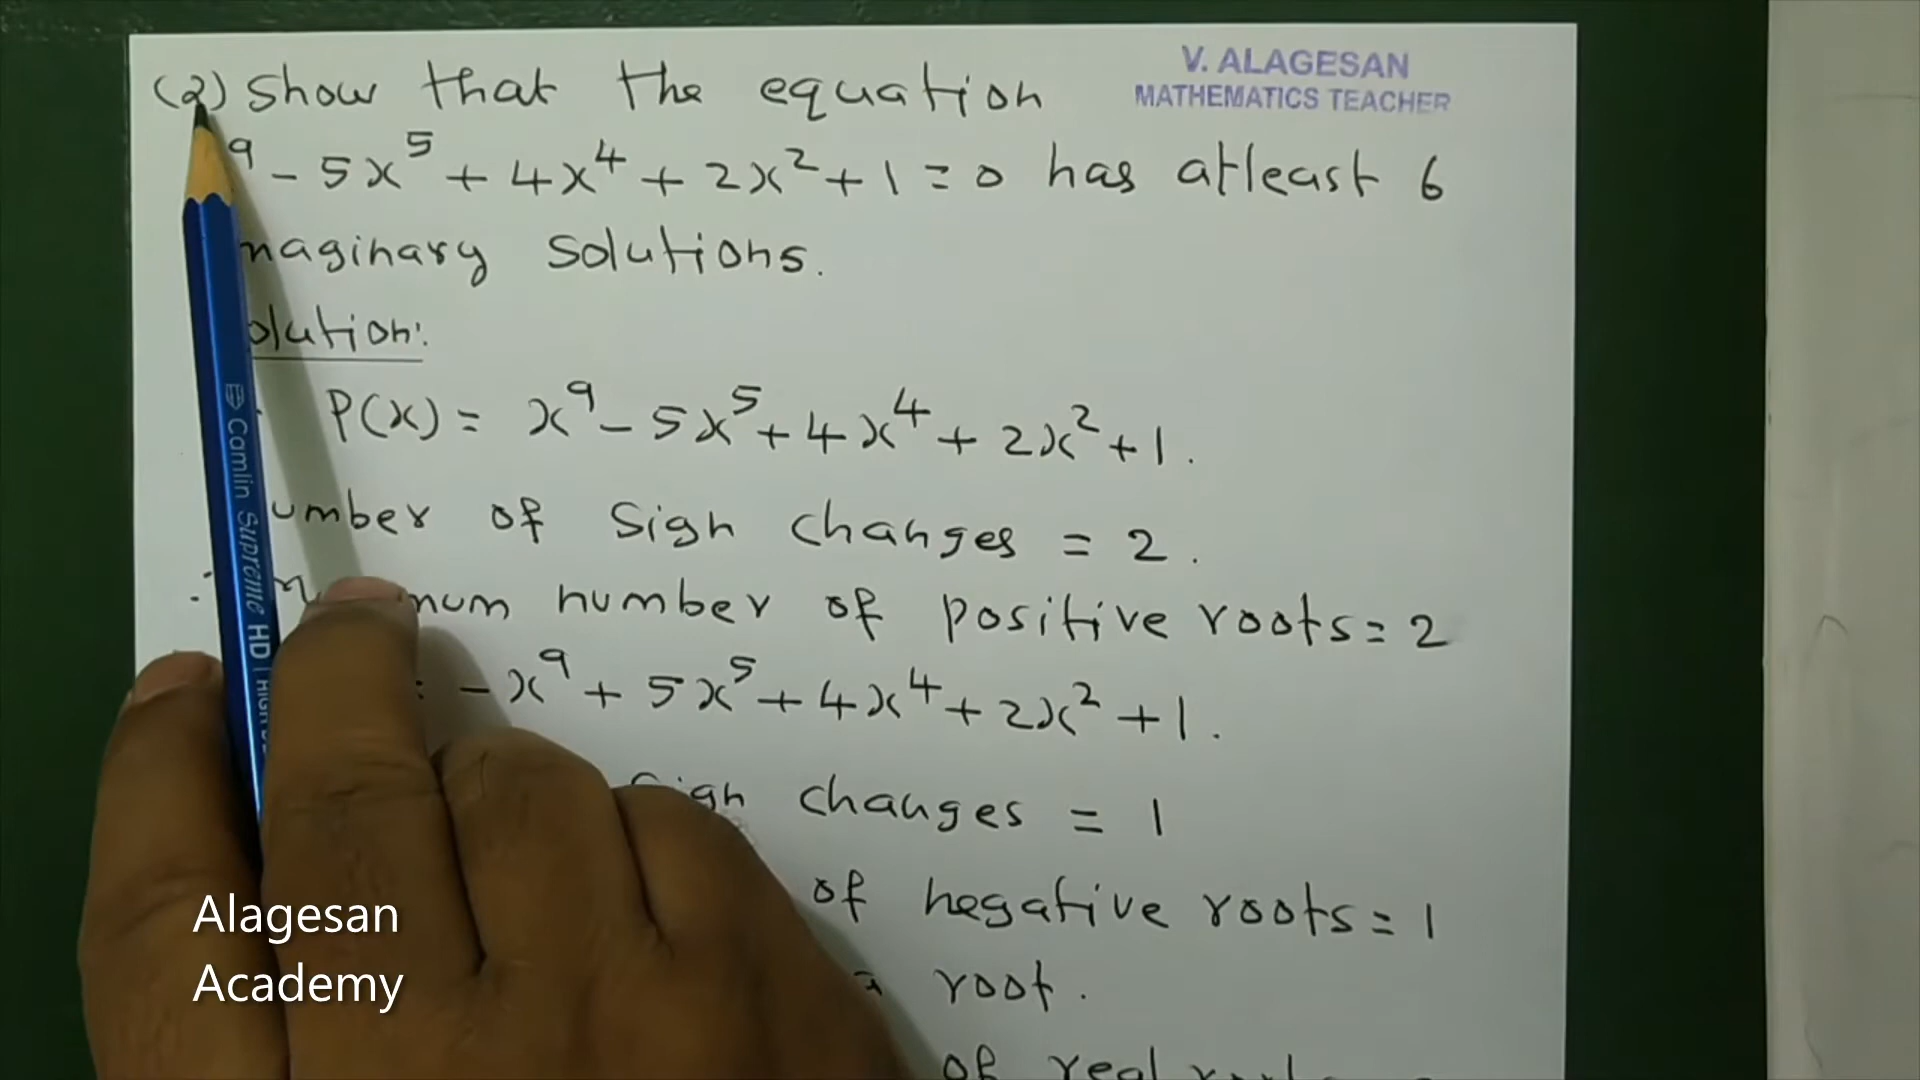 (2) Show that the equation
9 - 5x⁵ + 4x⁴ + 2x² + 1 = 0 has atleast 6
maginary solutions.
olution:
P(x) = x⁹ - 5x⁵ + 4x⁴ + 2x² + 1.
umber of Sign changes = 2.
number of positive roots = 2
: -x⁹ + 5x⁵ + 4x⁴ + 2x² + 1.
Sign changes = 1
of negative roots = 1
root.
of real
V. ALAGESAN
MATHEMATICS TEACHER
Camlin Supreme HD
Alagesan
Academy